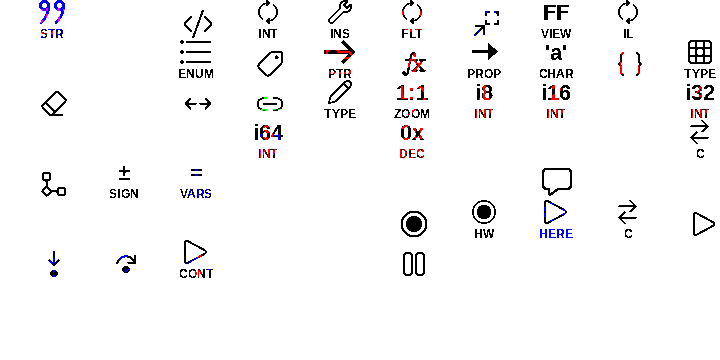 STR INT INS FLT FF VIEW IL
ENUM PTR fx PROP 'a' CHAR { } TYPE
TYPE 1:1 ZOOM i8 INT i16 INT i32 INT
i64 INT 0x DEC C
± SIGN = VARS
HW HERE C
CONT